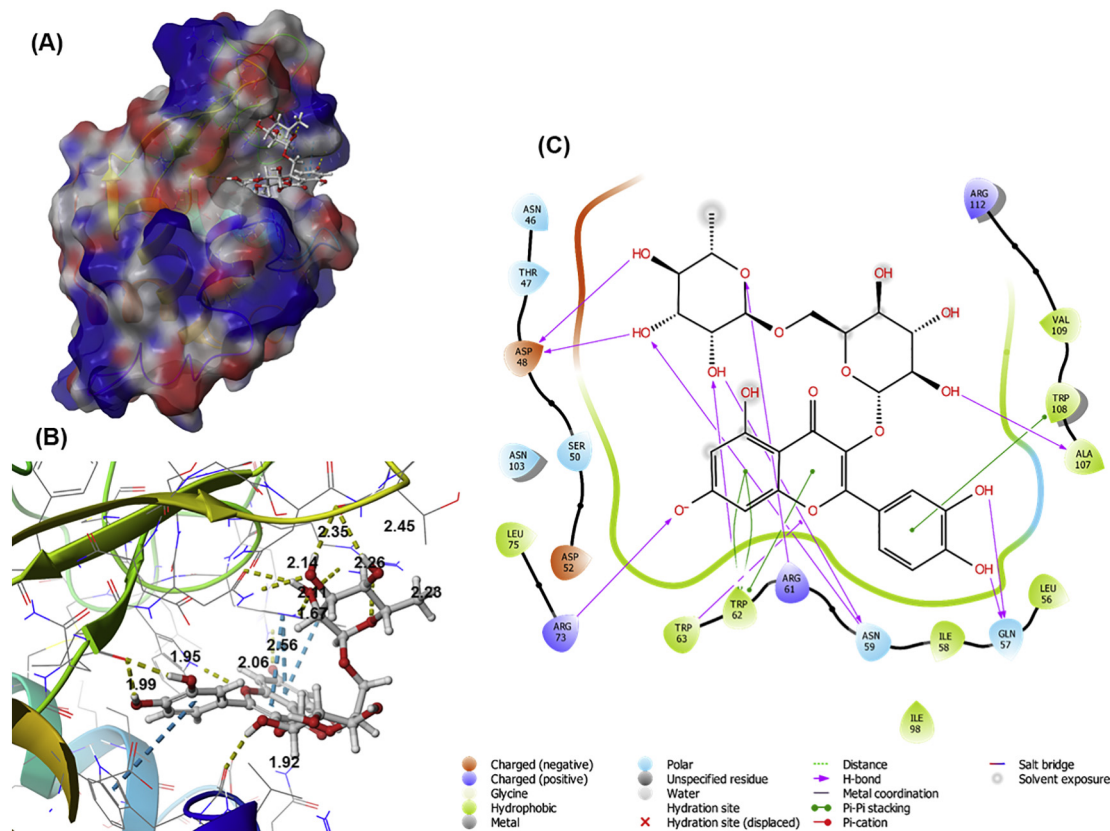 (A)
(B)
2.45
2.35
2.14
2.26
2.28
1.67
2.56
1.95
2.06
1.99
1.92
(C)
ASN
46
THR
47
ASP
48
ASN
103
SER
50
LEU
75
ASP
52
ARG
73
TRP
63
TRP
62
ARG
61
ASN
59
ILE
58
GLN
57
LEU
56
ILE
98
ARG
112
VAL
109
TRP
108
ALA
107
HO
O
OH
HO
O
OH
OH
O
OH
OH
O
OH
O
O⁻
O
OH
OH
Charged (negative)
Charged (positive)
Glycine
Hydrophobic
Metal
Polar
Unspecified residue
Water
Hydration site
Hydration site (displaced)
Distance
H-bond
Metal coordination
Pi-Pi stacking
Pi-cation
Salt bridge
Solvent exposure